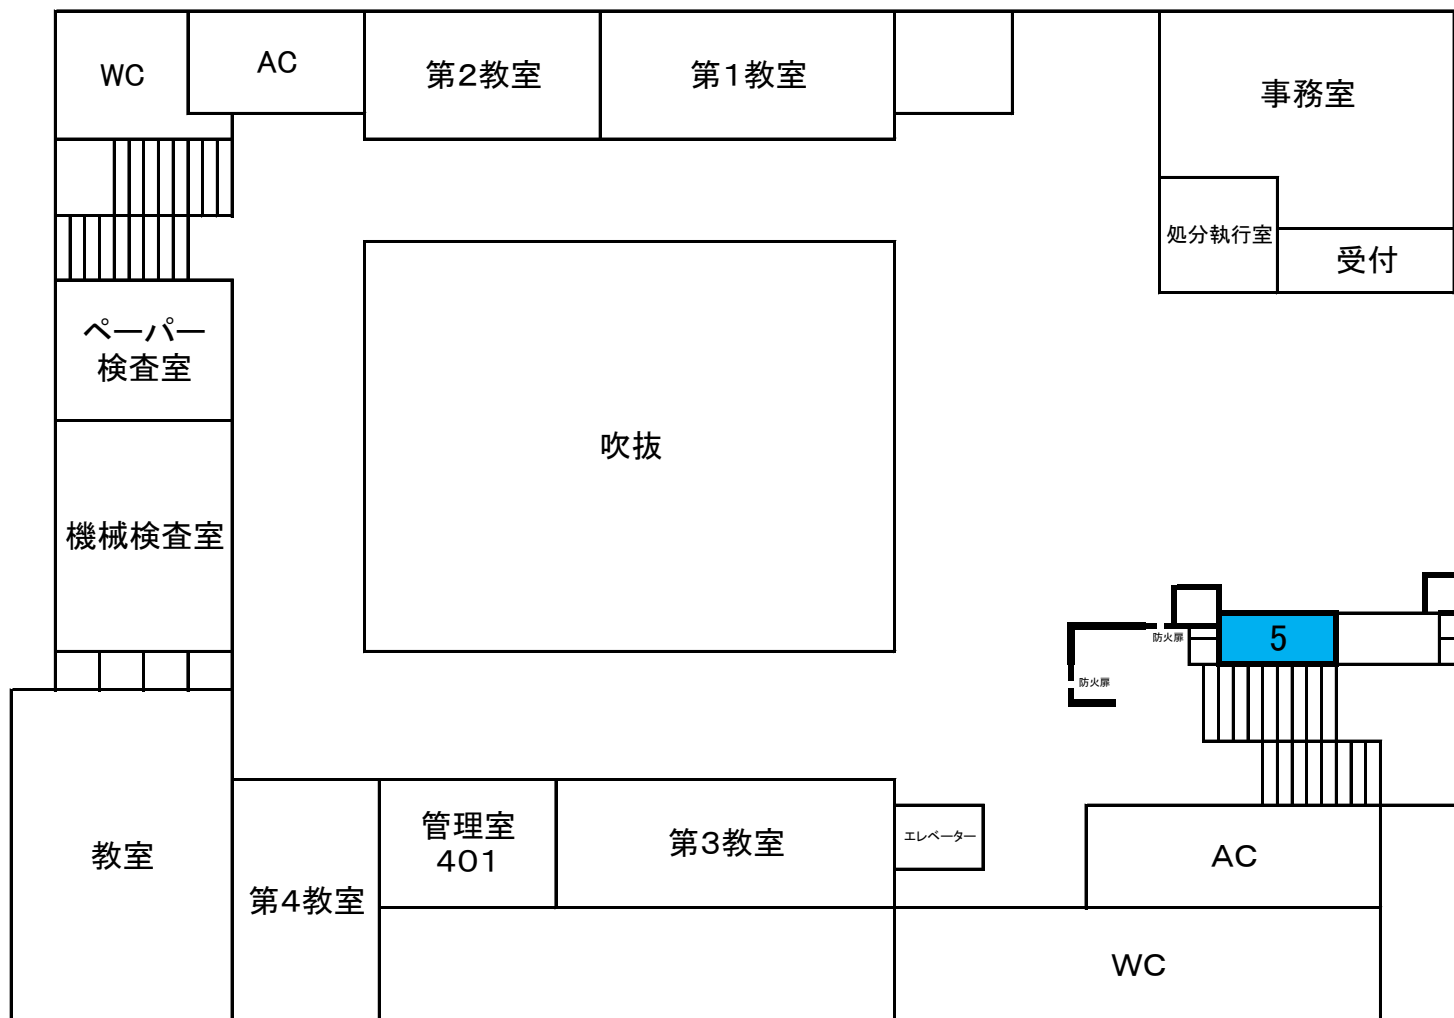 WC
AC
第2教室
第1教室
事務室
処分執行室
受付
ペーパー
検査室
吹抜
機械検査室
防火扉
5
防火扉
教室
第4教室
管理室
401
第3教室
エレベーター
AC
WC